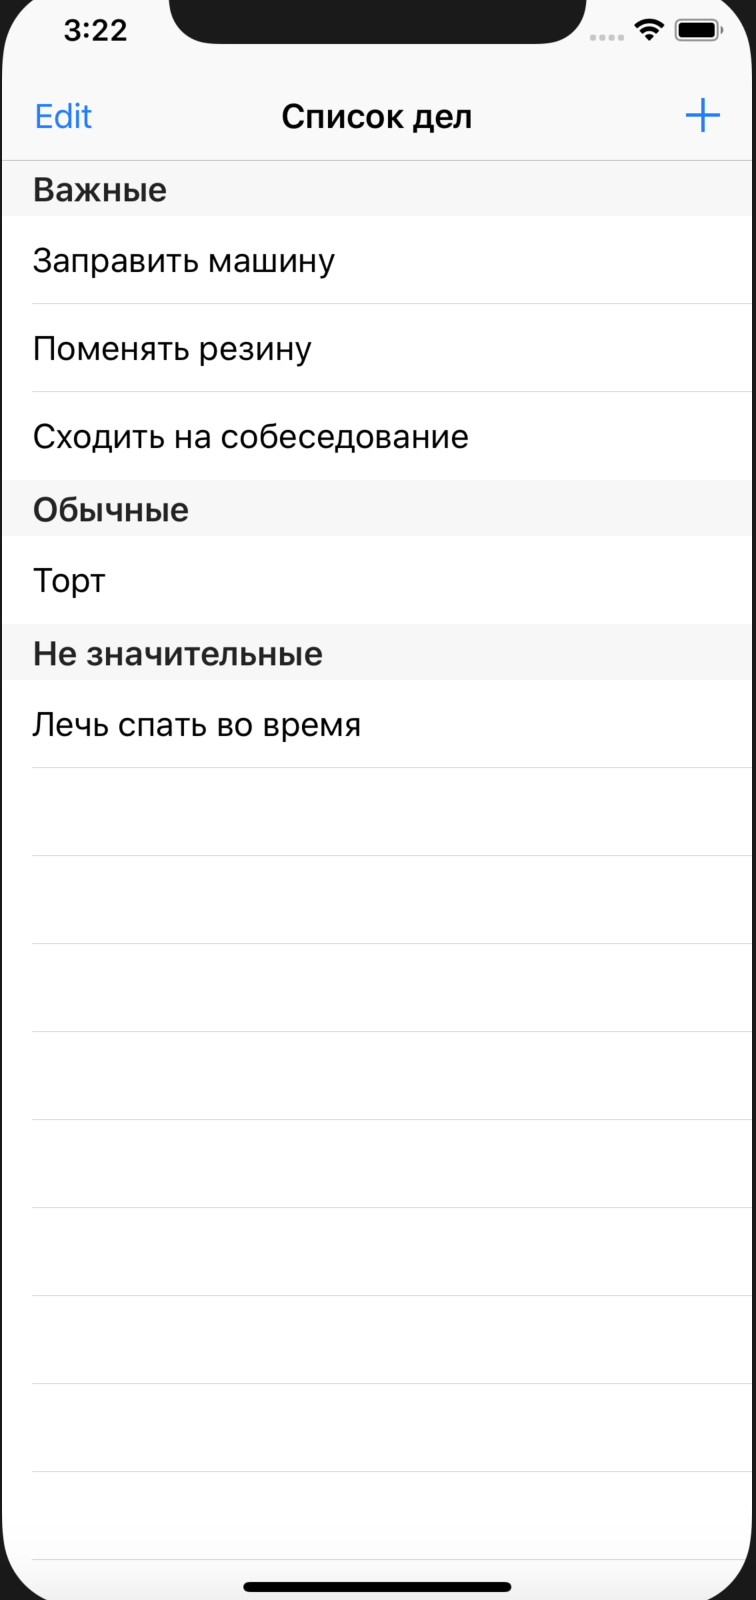 3:22
Edit Список дел +
Важные
Заправить машину
Поменять резину
Сходить на собеседование
Обычные
Торт
Не значительные
Лечь спать во время